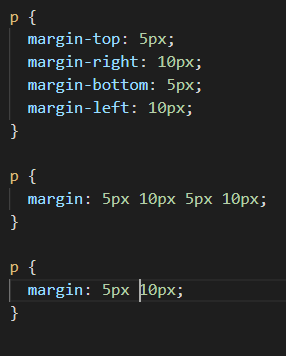 p {
  margin-top: 5px;
  margin-right: 10px;
  margin-bottom: 5px;
  margin-left: 10px;
}

p {
  margin: 5px 10px 5px 10px;
}

p {
  margin: 5px 10px;
}